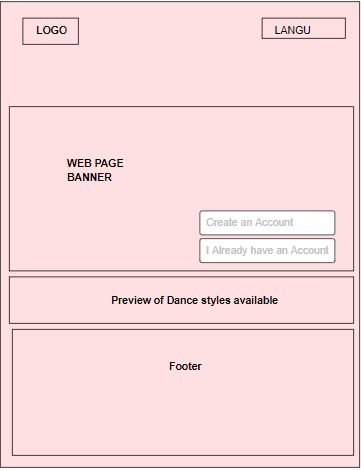 LOGO
LANGU
WEB PAGE
BANNER
Create an Account
I Already have an Account
Preview of Dance styles available
Footer